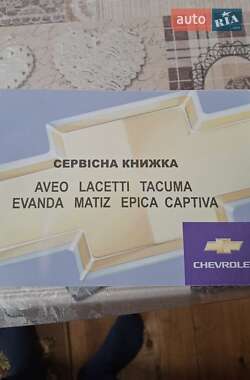 auto RIA
СЕРВІСНА КНИЖКА
AVEO LACETTI TACUMA
EVANDA MATIZ EPICA CAPTIVA
CHEVROLE